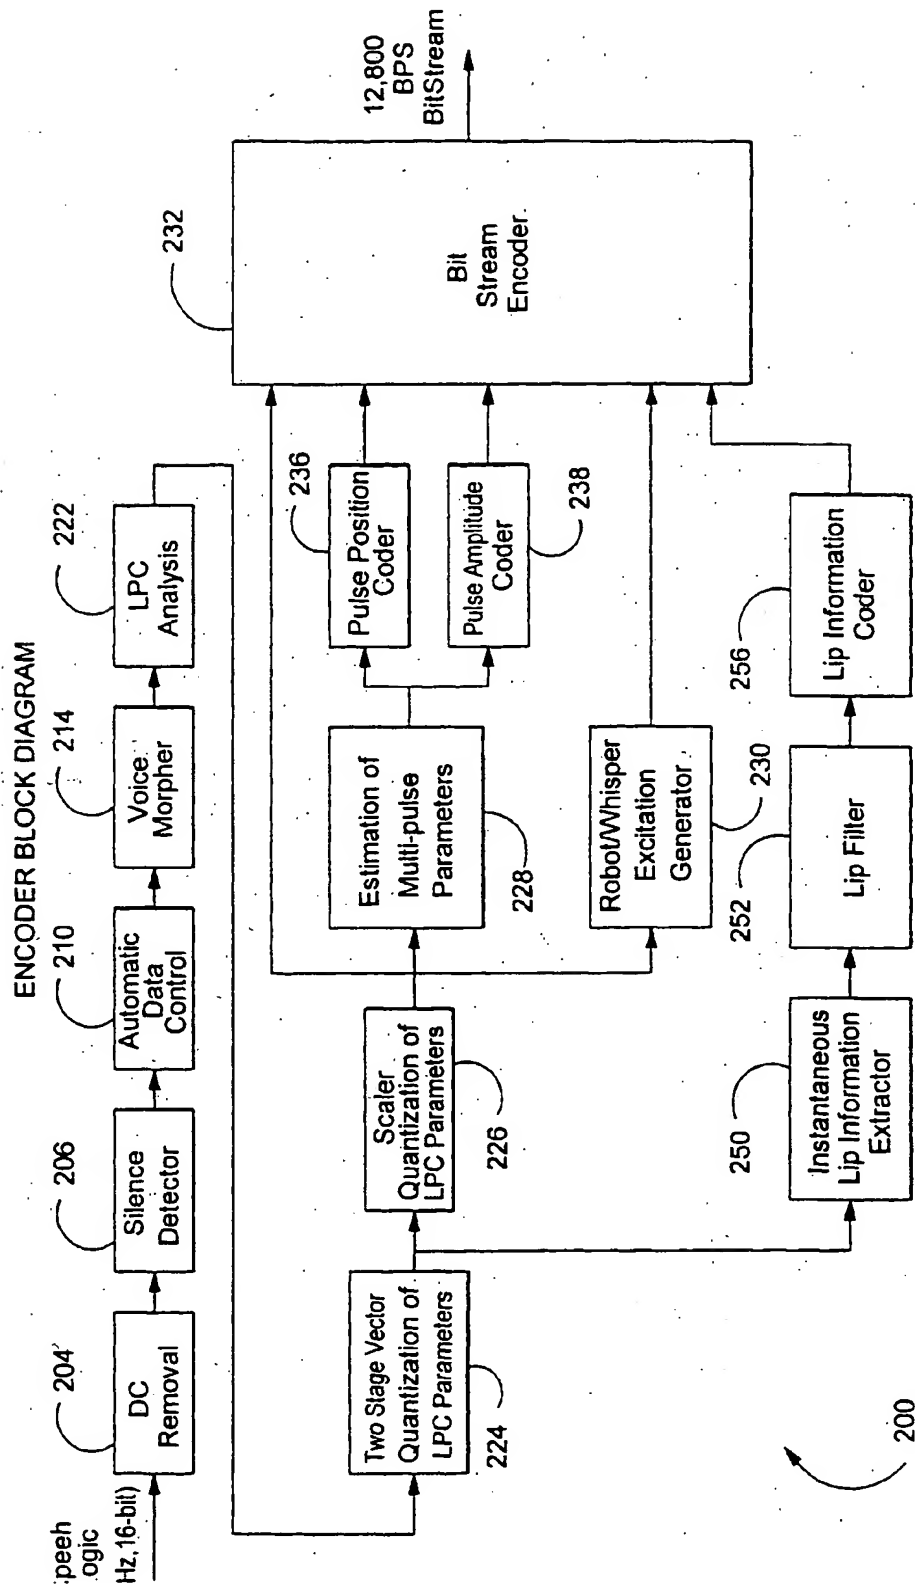 ENCODER BLOCK DIAGRAM
:peeh
.ogic
Hz,16-bit)
204
DC
Removal
206
Silence
Detector
210
Automatic
Data
Control
214
Voice
Morpher
222
LPC
Analysis
Two Stage Vector
Quantization of
LPC Parameters
224
Scaler
Quantization of
LPC Parameters
226
Estimation of
Multi-pulse
Parameters
228
236
Pulse Position
Coder
Pulse Amplitude
Coder
238
Robot/Whisper
Excitation
Generator
230
250
Instantaneous
Lip Information
Extractor
252
Lip Filter
256
Lip Information
Coder
232
Bit
Stream
Encoder.
12,800
BPS
BitStream
200